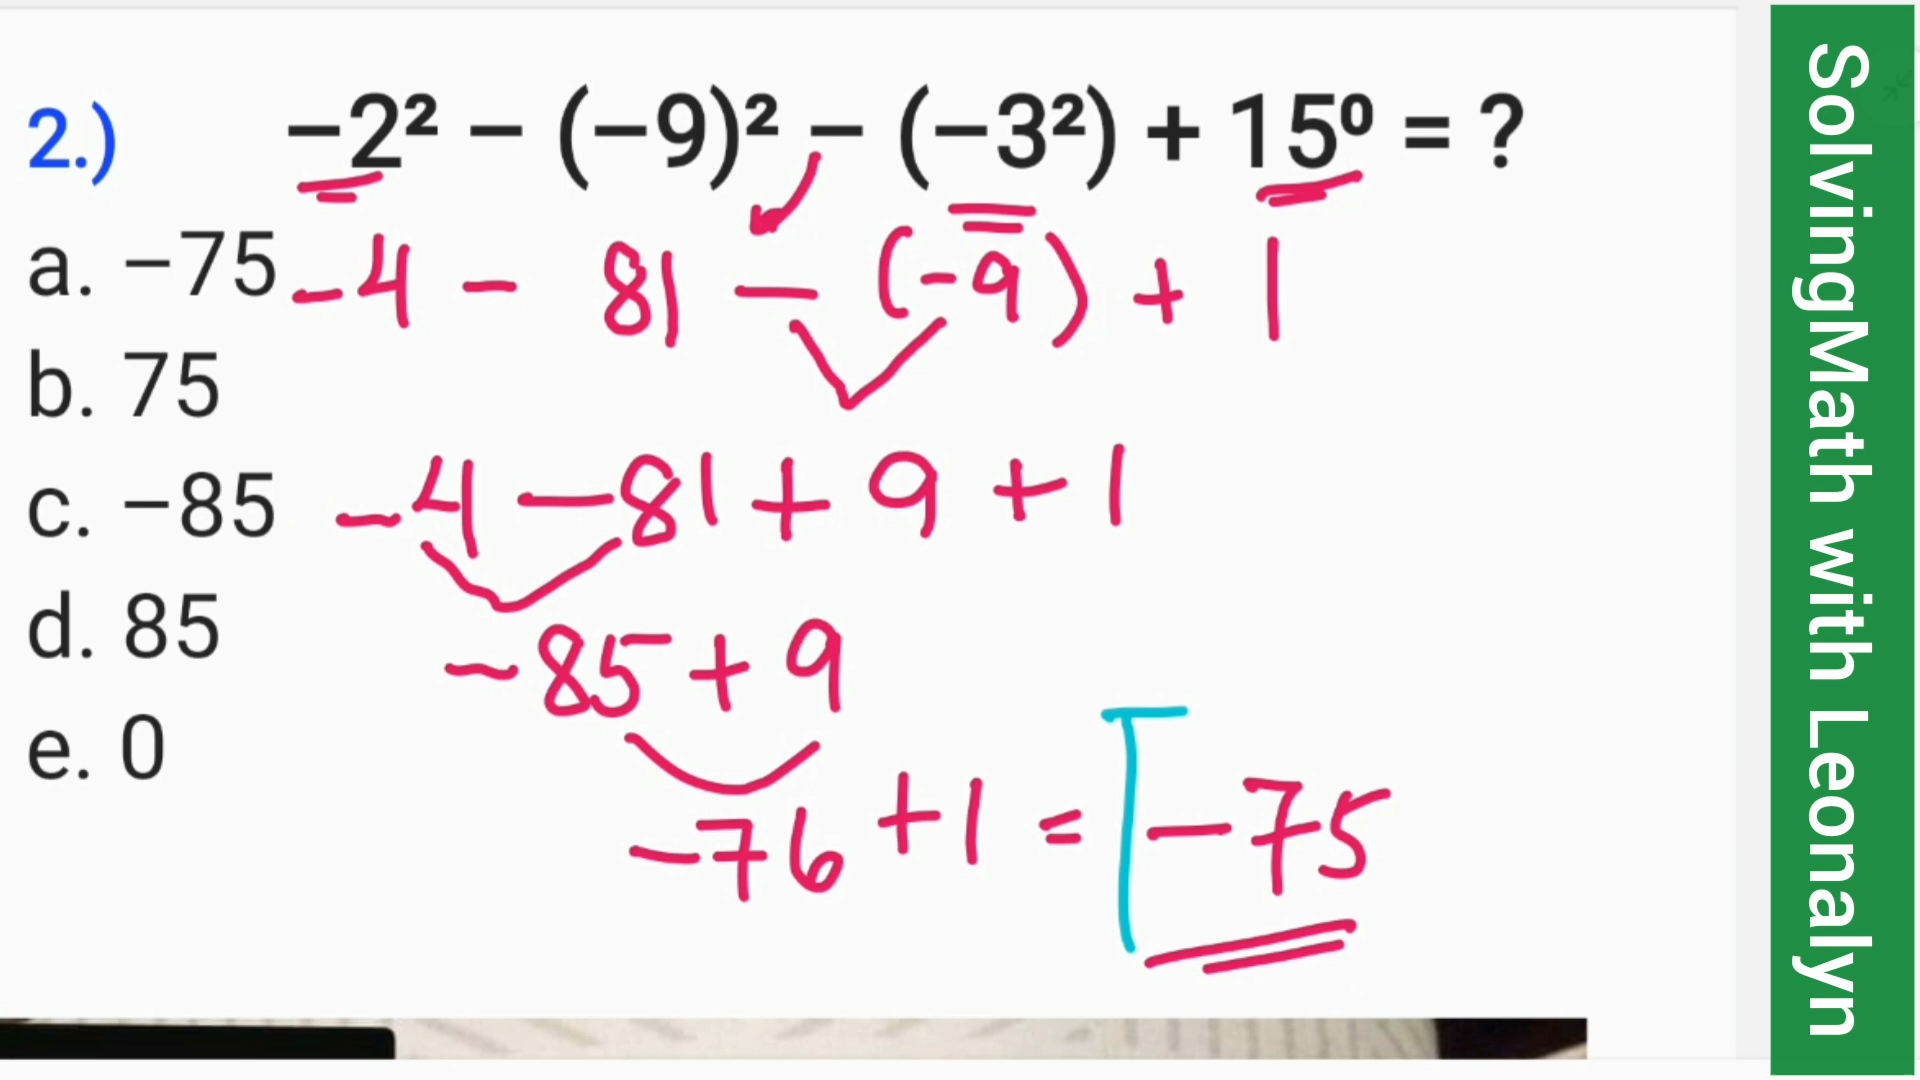 2.) −2² − (−9)² − (−3²) + 15⁰ = ?
a. −75
-4 - 81 - (-9) + 1
b. 75
c. −85
-4 - 81 + 9 + 1
d. 85
-85 + 9
e. 0
-76 + 1 = -75
SolvingMath with Leonalyn